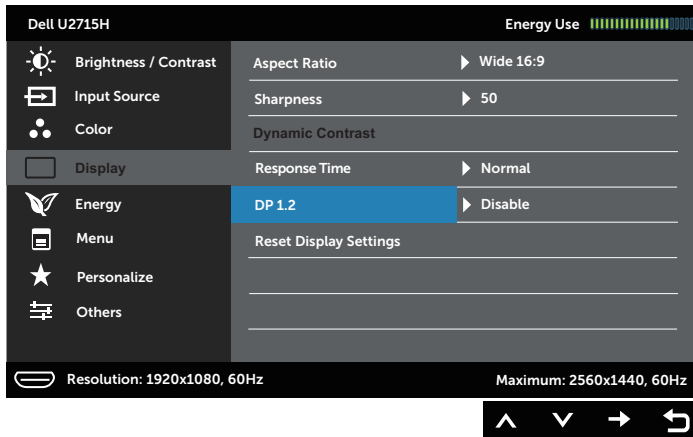 Dell U2715H Energy Use
Brightness / Contrast
Input Source
Color
Display
Energy
Menu
Personalize
Others
Aspect Ratio Wide 16:9
Sharpness 50
Dynamic Contrast
Response Time Normal
DP 1.2 Disable
Reset Display Settings
Resolution: 1920x1080, 60Hz Maximum: 2560x1440, 60Hz